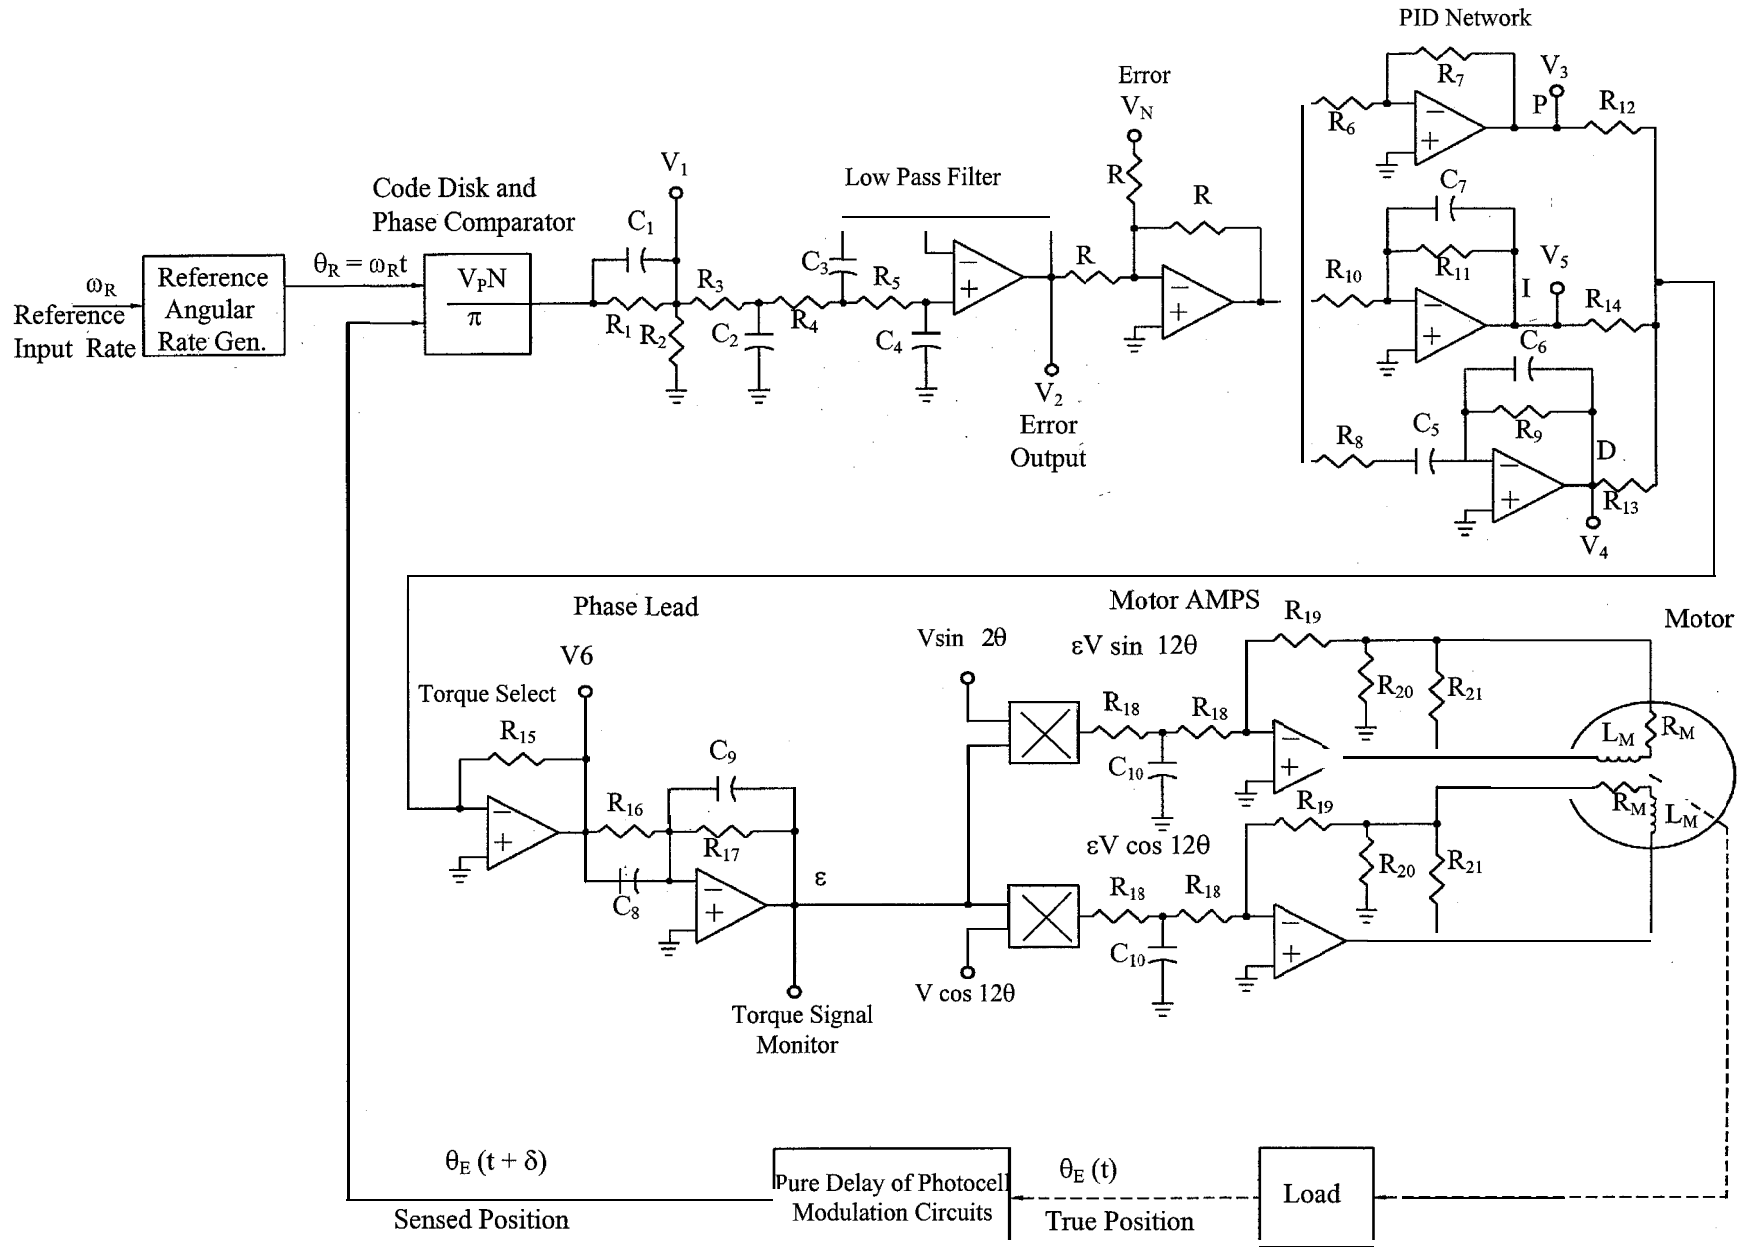 PID Network
R7
V3
P
R12
R6
Error
VN
R
R
V1
Low Pass Filter
Code Disk and
Phase Comparator
C1
C7
R10
R11
V5
I
R14
ωR
Reference
Input Rate
Reference
Angular
Rate Gen.
θR = ωRt
VPN
π
R1
R2
R3
C2
R4
C3
R5
C4
R
V2
Error
Output
C6
R8
C5
R9
D
R13
V4
Phase Lead
Motor AMPS
Motor
V6
Torque Select
R15
Vsin 2θ
εV sin 12θ
R19
R18
R18
R20
R21
C10
LM
RM
R16
C9
R17
C8
ε
R19
RM
LM
εV cos 12θ
R18
R18
R20
R21
C10
V cos 12θ
Torque Signal
Monitor
θE (t + δ)
Sensed Position
Pure Delay of Photocell
Modulation Circuits
θE (t)
True Position
Load